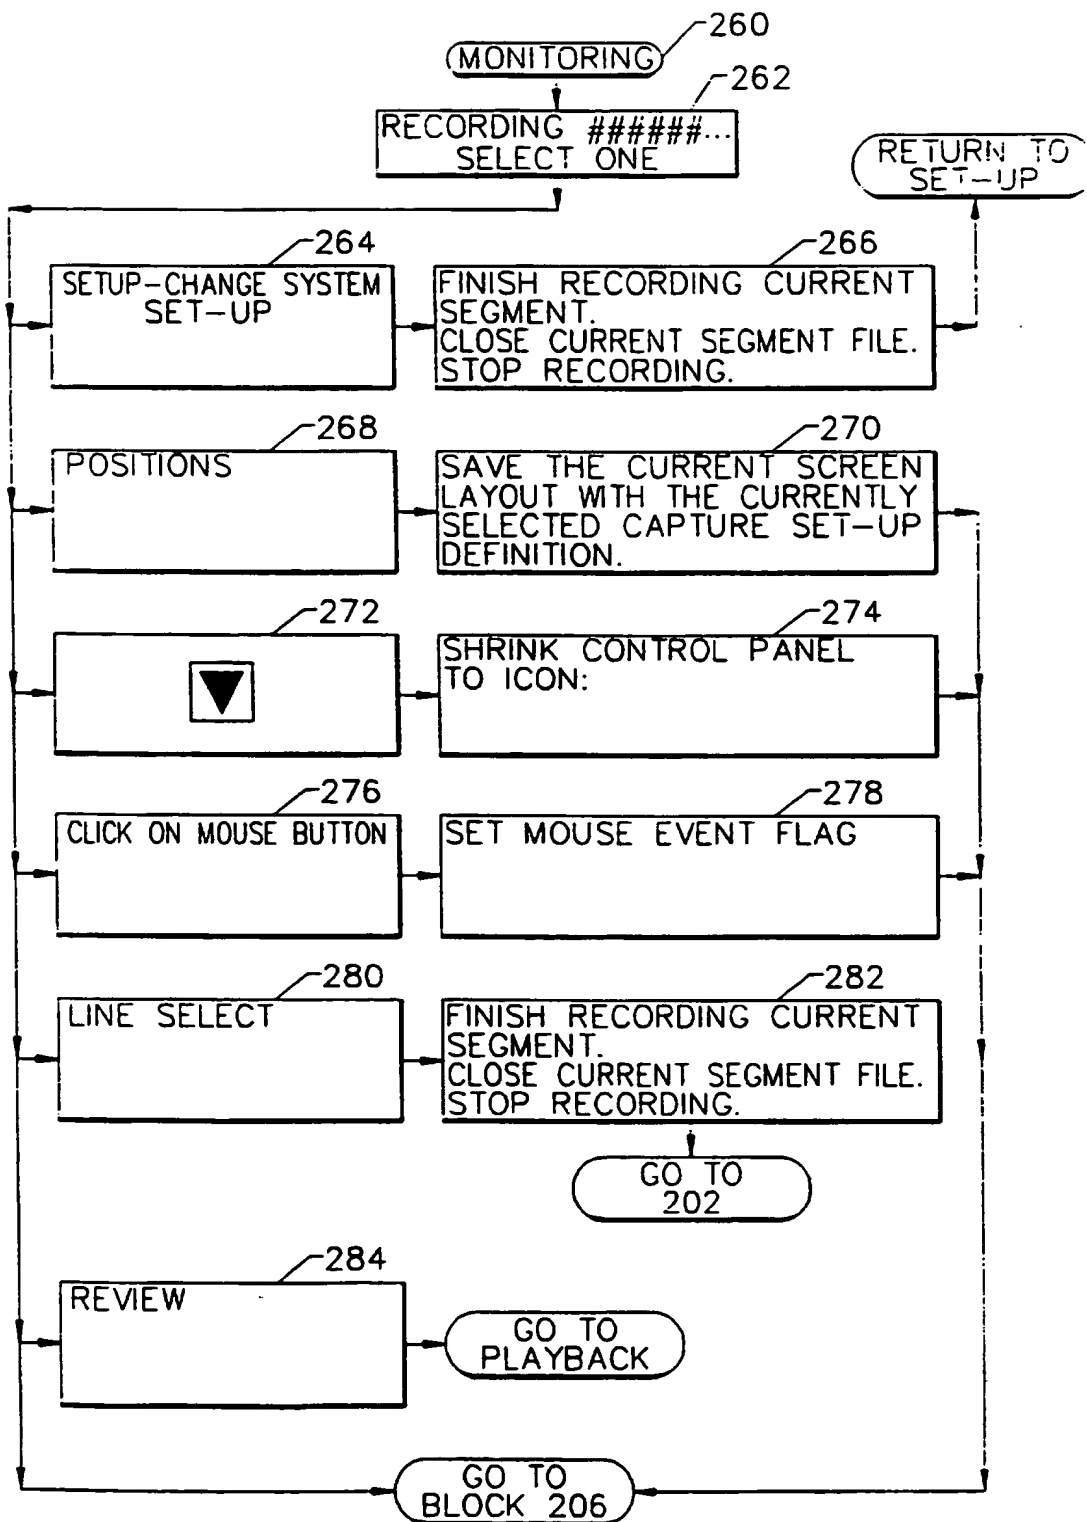 260
MONITORING
262
RECORDING ######...
SELECT ONE
RETURN TO
SET-UP
264
SETUP-CHANGE SYSTEM
SET-UP
266
FINISH RECORDING CURRENT
SEGMENT.
CLOSE CURRENT SEGMENT FILE.
STOP RECORDING.
268
POSITIONS
270
SAVE THE CURRENT SCREEN
LAYOUT WITH THE CURRENTLY
SELECTED CAPTURE SET-UP
DEFINITION.
272
274
SHRINK CONTROL PANEL
TO ICON:
276
CLICK ON MOUSE BUTTON
278
SET MOUSE EVENT FLAG
280
LINE SELECT
282
FINISH RECORDING CURRENT
SEGMENT.
CLOSE CURRENT SEGMENT FILE.
STOP RECORDING.
GO TO
202
284
REVIEW
GO TO
PLAYBACK
GO TO
BLOCK 206